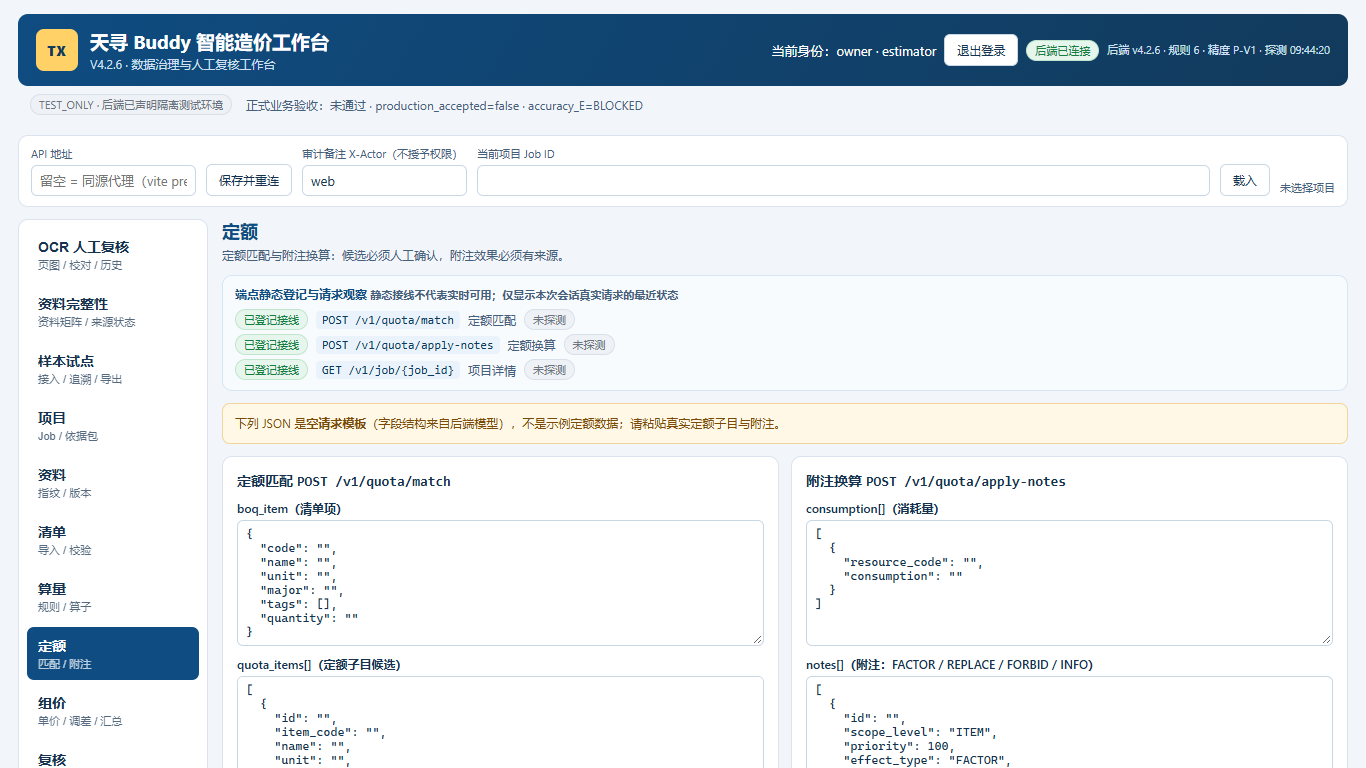 TX
天寻 Buddy 智能造价工作台
V4.2.6 · 数据治理与人工复核工作台
当前身份：owner · estimator
退出登录
后端已连接
后端 v4.2.6 · 规则 6 · 精度 P-V1 · 探测 09:44:20
TEST_ONLY · 后端已声明隔离测试环境
正式业务验收：未通过 · production_accepted=false · accuracy_E=BLOCKED
API 地址
留空 = 同源代理（vite pre
保存并重连
审计备注 X-Actor（不授予权限）
web
当前项目 Job ID
载入
未选择项目
OCR 人工复核
页图 / 校对 / 历史
资料完整性
资料矩阵 / 来源状态
样本试点
接入 / 追溯 / 导出
项目
Job / 依据包
资料
指纹 / 版本
清单
导入 / 校验
算量
规则 / 算子
定额
匹配 / 附注
组价
单价 / 调差 / 汇总
复核
定额
定额匹配与附注换算：候选必须人工确认，附注效果必须有来源。
端点静态登记与请求观察 静态接线不代表实时可用；仅显示本次会话真实请求的最近状态
已登记接线 POST /v1/quota/match 定额匹配 未探测
已登记接线 POST /v1/quota/apply-notes 定额换算 未探测
已登记接线 GET /v1/job/{job_id} 项目详情 未探测
下列 JSON 是空请求模板（字段结构来自后端模型），不是示例定额数据；请粘贴真实定额子目与附注。
定额匹配 POST /v1/quota/match
boq_item（清单项）
{
"code": "",
"name": "",
"unit": "",
"major": "",
"tags": [],
"quantity": ""
}
quota_items[]（定额子目候选）
[
{
"id": "",
"item_code": "",
"name": "",
"unit": "",
附注换算 POST /v1/quota/apply-notes
consumption[]（消耗量）
[
{
"resource_code": "",
"consumption": ""
}
]
notes[]（附注：FACTOR / REPLACE / FORBID / INFO）
[
{
"id": "",
"scope_level": "ITEM",
"priority": 100,
"effect_type": "FACTOR",